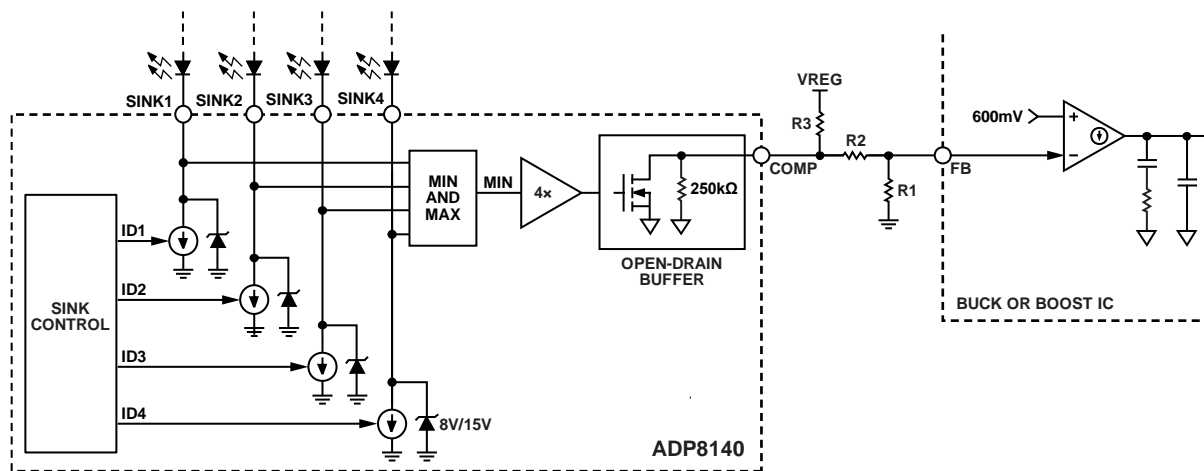 SINK1
SINK2
SINK3
SINK4
VREG
R3
R2
R1
600mV
+
−
COMP
FB
MIN
AND
MAX
MIN
4×
250kΩ
OPEN-DRAIN
BUFFER
ID1
ID2
ID3
ID4
SINK
CONTROL
8V/15V
BUCK OR BOOST IC
ADP8140